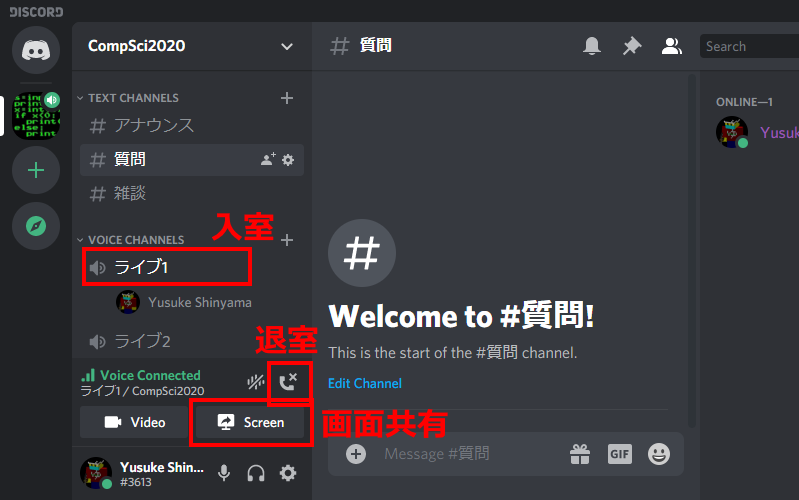 DISCORD
CompSci2020
TEXT CHANNELS
# アナウンス
# 質問
# 雑談
入室
VOICE CHANNELS
ライブ1
Yusuke Shinyama
ライブ2
退室
Voice Connected
ライブ1 / CompSci2020
Video
Screen
画面共有
Yusuke Shin...
#3613
# 質問
Search
#
Welcome to #質問!
This is the start of the #質問 channel.
Edit Channel
Message #質問
GIF
ONLINE—1
Yusuk